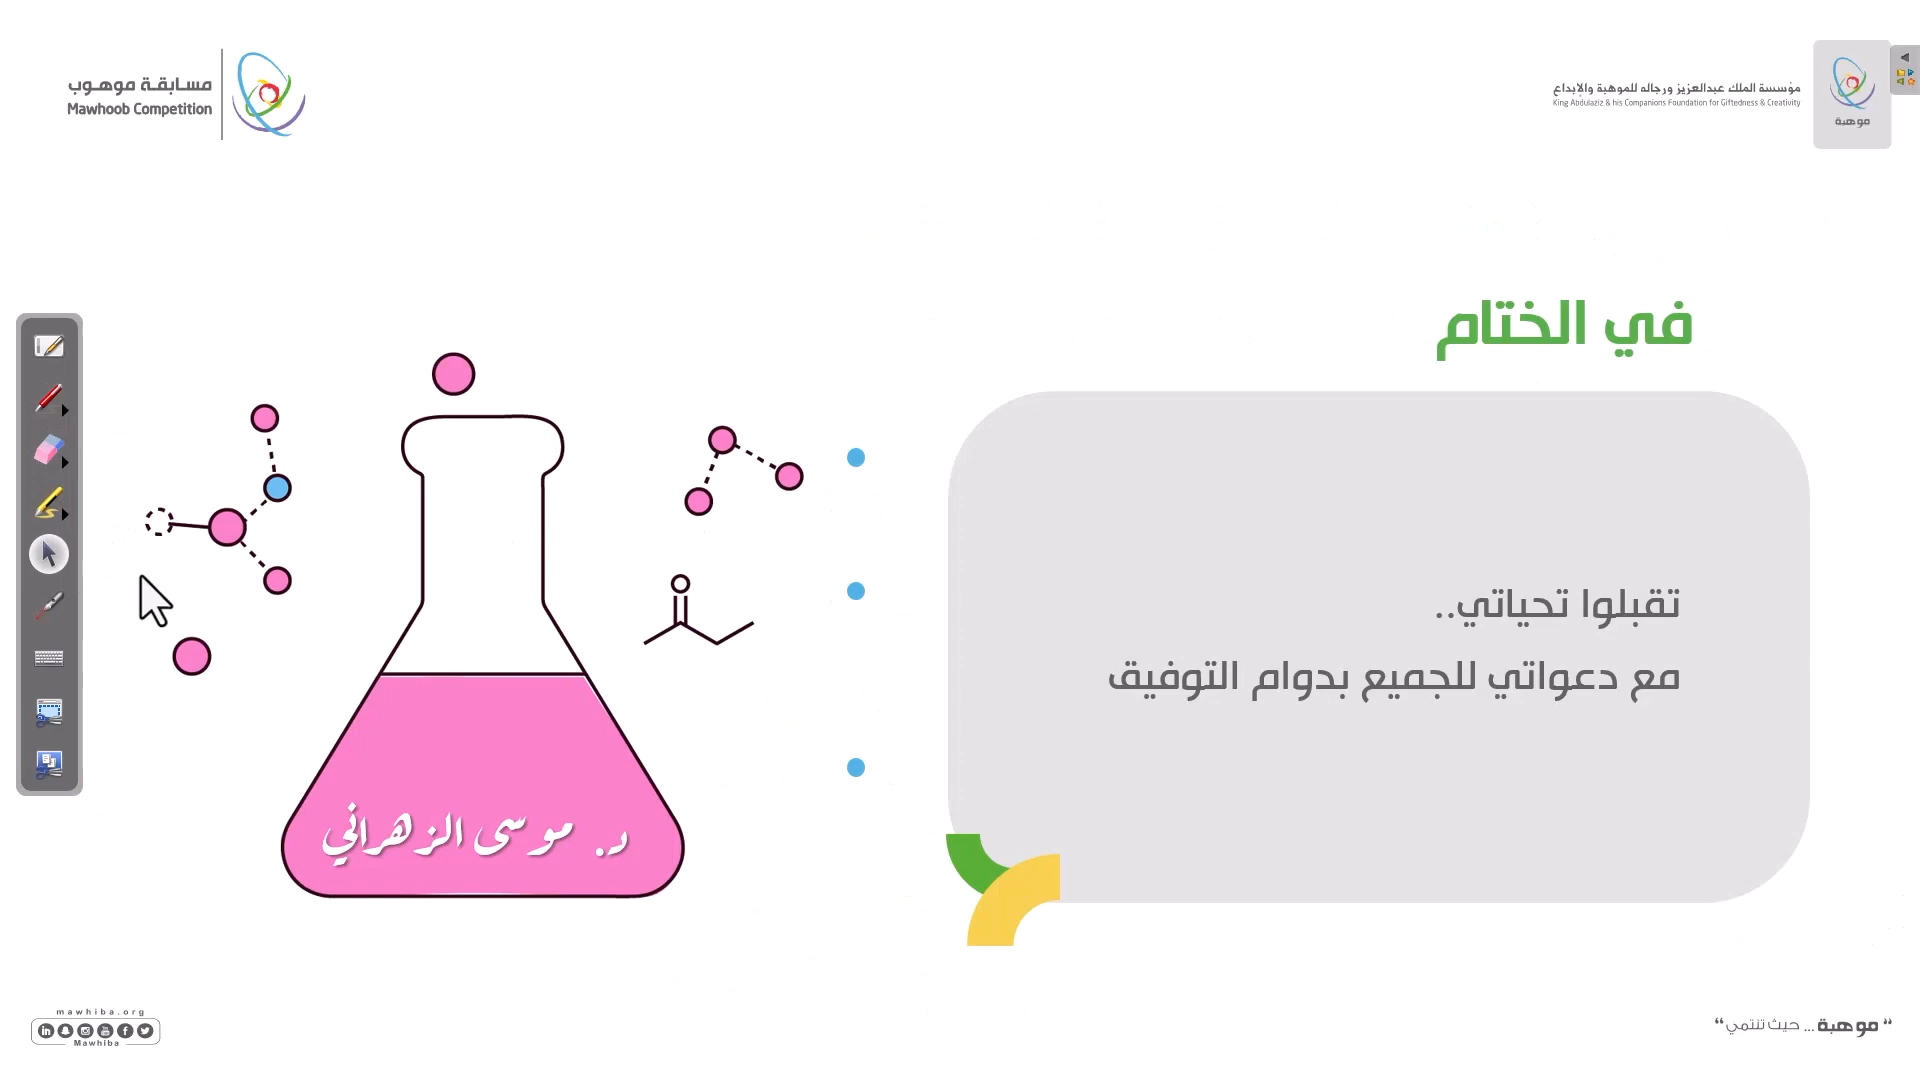 مؤسسة الملك عبدالعزيز ورجاله للموهبة والإبداع
King Abdulaziz & his Companions Foundation for Giftedness & Creativity
موهبة
مسابقة موهوب
Mawhoob Competition
في الختام
تقبلوا تحياتي..
مع دعواتي للجميع بدوام التوفيق
د. موسى الزهراني
mawhiba.org
Mawhiba
”موهبة ... حيث تنتمي“